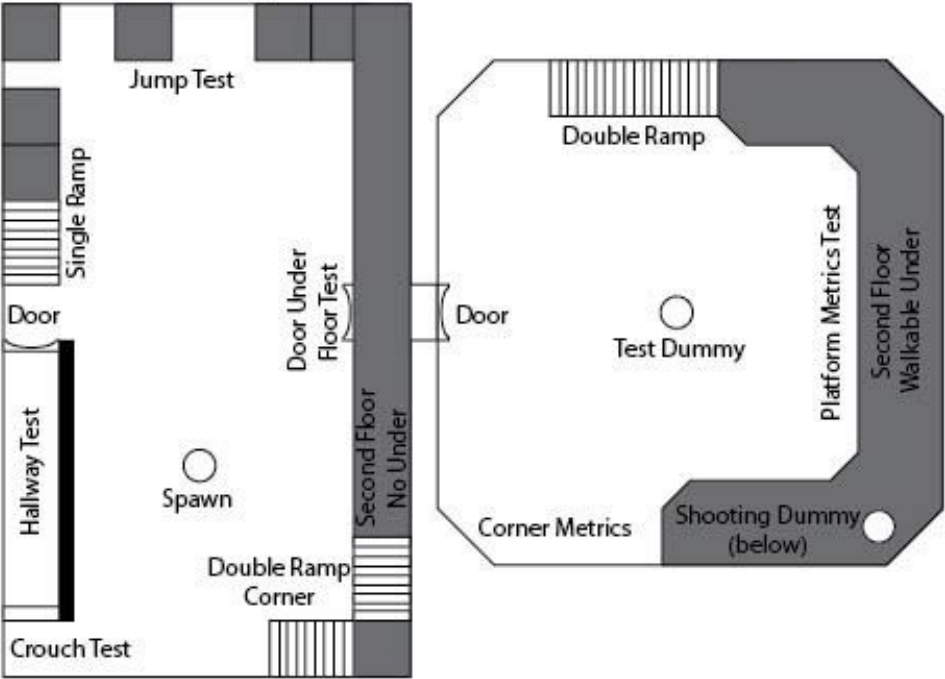 Jump Test
Double Ramp
Single Ramp
Door Under
Floor Test
Door
Door
Test Dummy
Platform Metrics Test
Second Floor
Walkable Under
Hallway Test
Spawn
Second Floor
No Under
Corner Metrics
Shooting Dummy
(below)
Double Ramp
Corner
Crouch Test